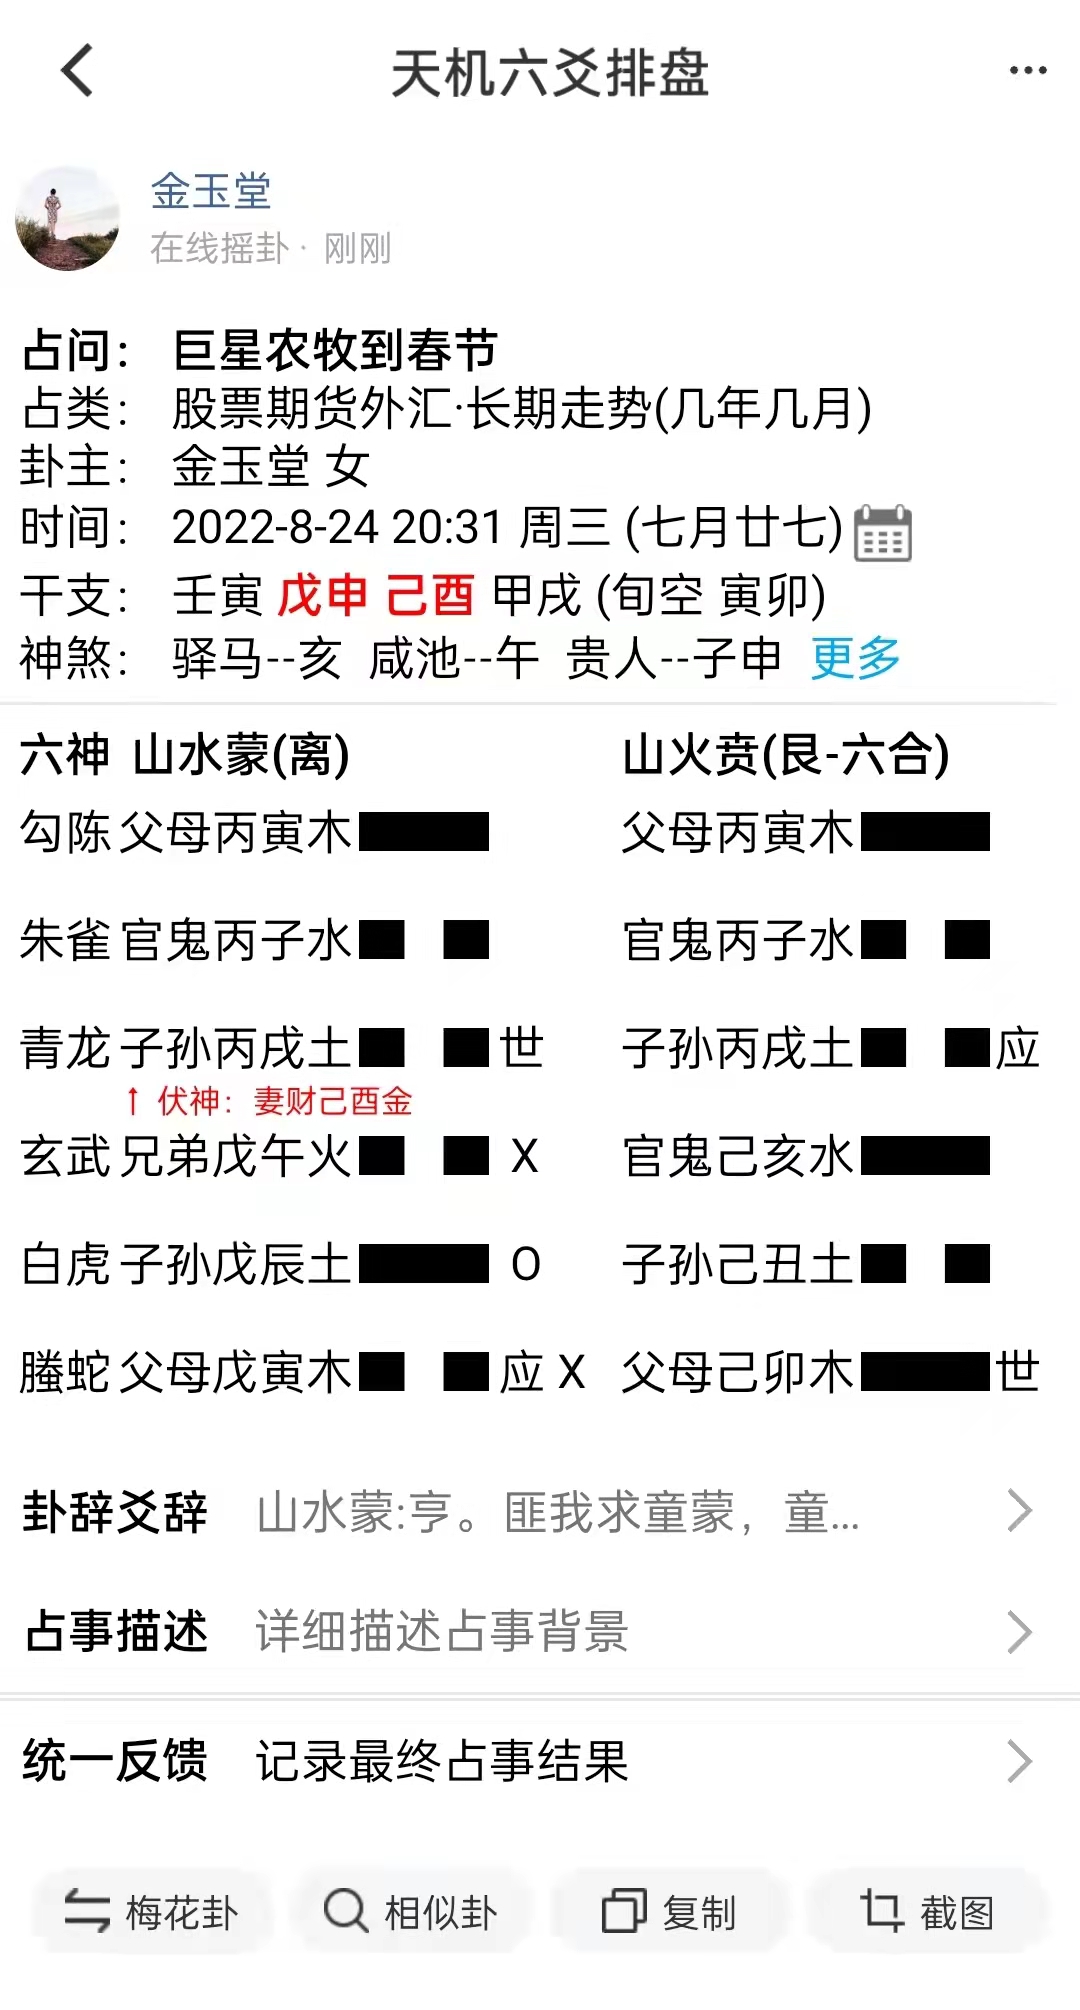 天机六爻排盘
金玉堂
在线摇卦· 刚刚
占问： 巨星农牧到春节
占类： 股票期货外汇·长期走势(几年几月)
卦主： 金玉堂 女
时间： 2022-8-24 20:31 周三 (七月廿七)
干支： 壬寅 戊申 己酉 甲戌 (旬空 寅卯)
神煞： 驿马--亥 咸池--午 贵人--子申 更多
六神 山水蒙(离) 山火贲(艮-六合)
勾陈 父母丙寅木 父母丙寅木
朱雀 官鬼丙子水 官鬼丙子水
青龙 子孙丙戌土 世 子孙丙戌土 应
↑ 伏神：妻财己酉金
玄武 兄弟戊午火 X 官鬼己亥水
白虎 子孙戊辰土 O 子孙己丑土
螣蛇 父母戊寅木 应 X 父母己卯木 世
卦辞爻辞 山水蒙:亨。匪我求童蒙，童...
占事描述 详细描述占事背景
统一反馈 记录最终占事结果
梅花卦 相似卦 复制 截图